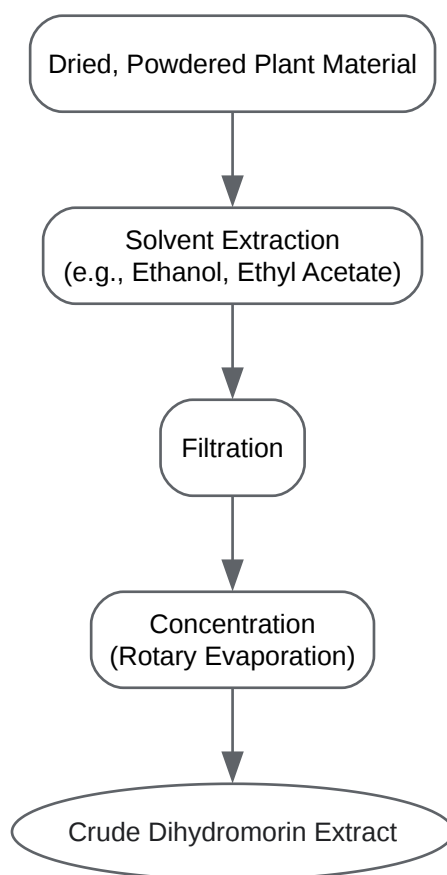 Dried, Powdered Plant Material
Solvent Extraction
(e.g., Ethanol, Ethyl Acetate)
Filtration
Concentration
(Rotary Evaporation)
Crude Dihydromorin Extract